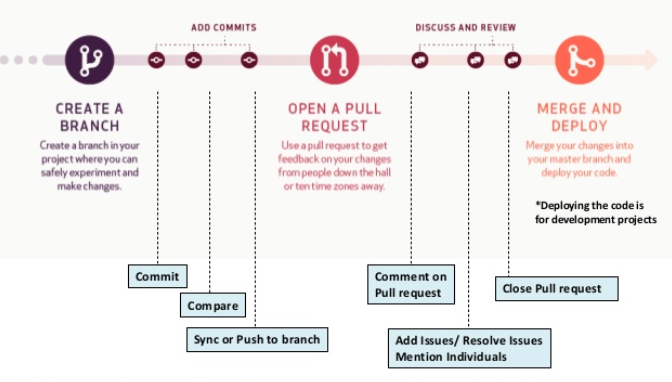 ADD COMMITS
DISCUSS AND REVIEW
CREATE A
BRANCH
Create a branch in your
project where you can
safely experiment and
make changes.
OPEN A PULL
REQUEST
Use a pull request to get
feedback on your changes
from people down the hall
or ten time zones away.
MERGE AND
DEPLOY
Merge your changes into
your master branch and
deploy your code.
*Deploying the code is
for development projects
Commit
Compare
Sync or Push to branch
Comment on
Pull request
Add Issues/ Resolve Issues
Mention Individuals
Close Pull request